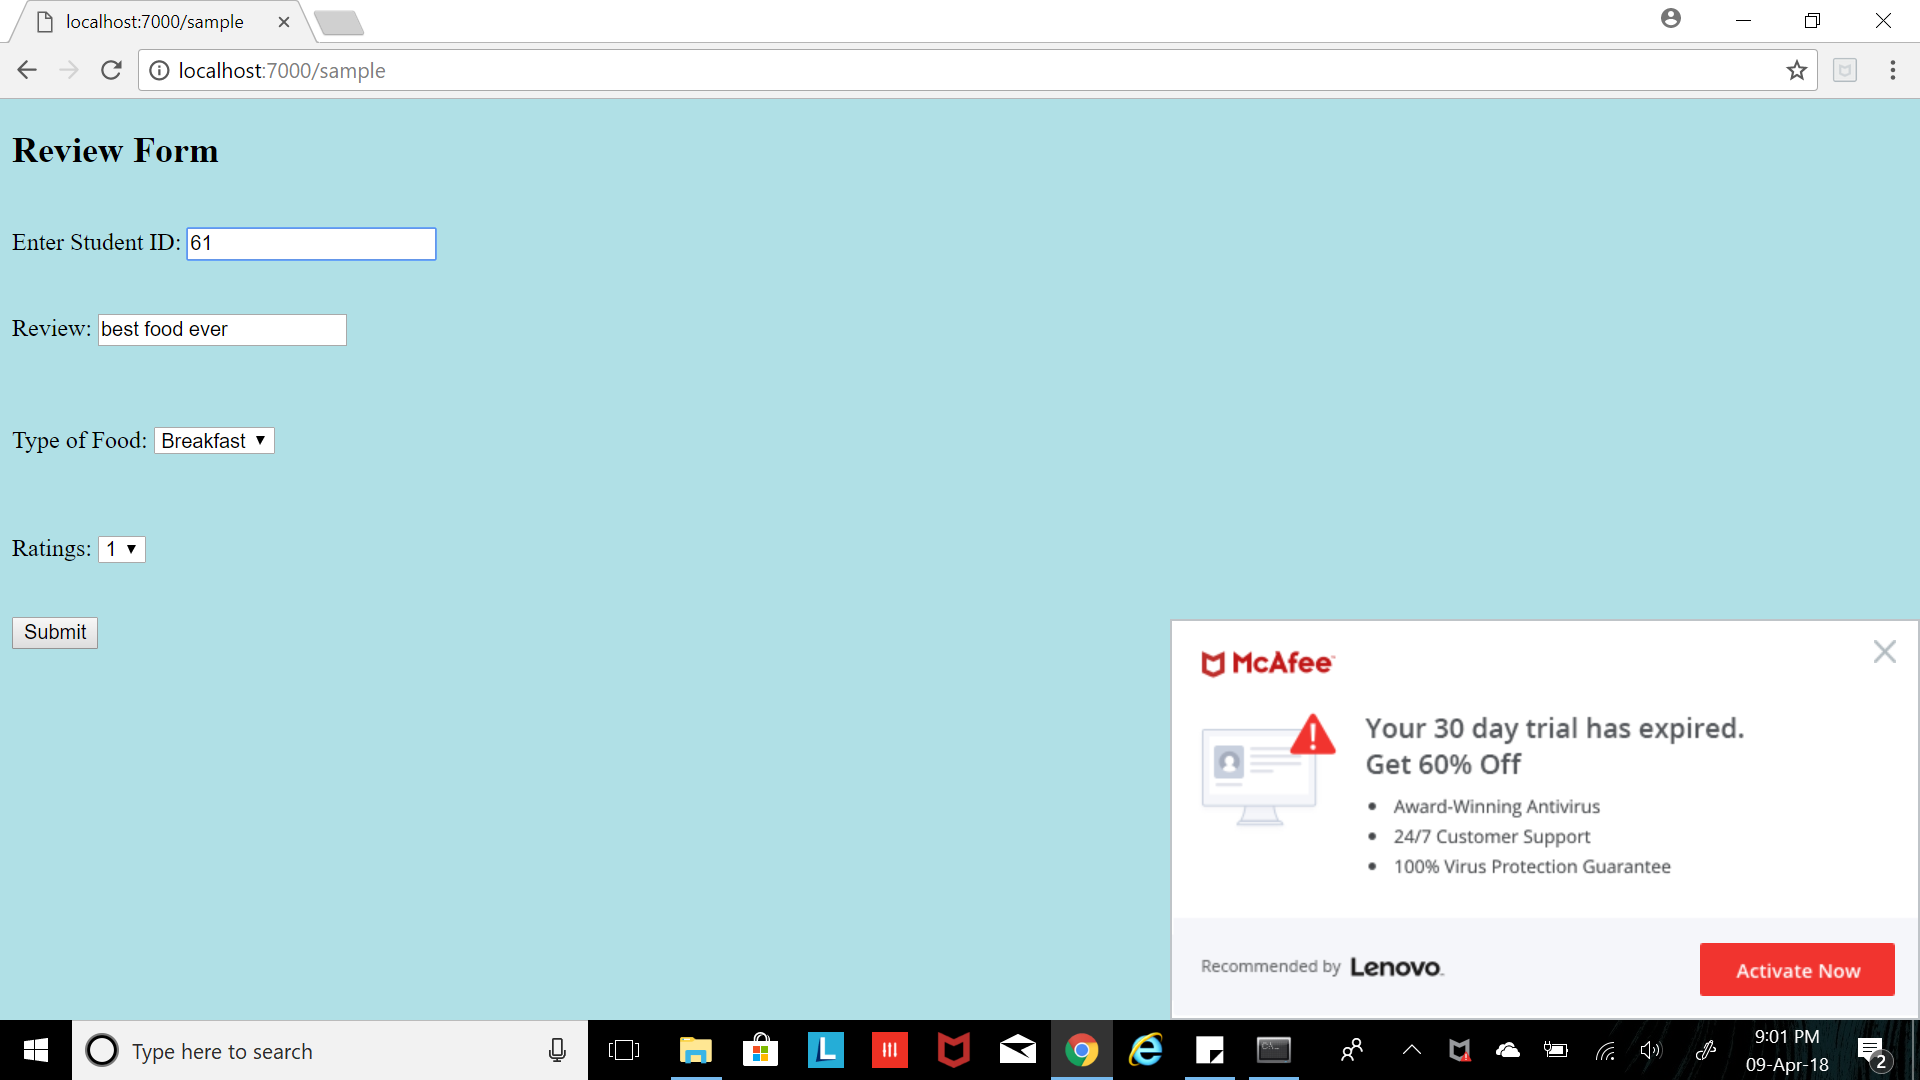 localhost:7000/sample
localhost:7000/sample
Review Form
Enter Student ID: 61
Review: best food ever
Type of Food: Breakfast
Ratings: 1
Submit
McAfee™
Your 30 day trial has expired.
Get 60% Off
• Award-Winning Antivirus
• 24/7 Customer Support
• 100% Virus Protection Guarantee
Recommended by Lenovo™
Activate Now
Type here to search
L
9:01 PM
09-Apr-18
2